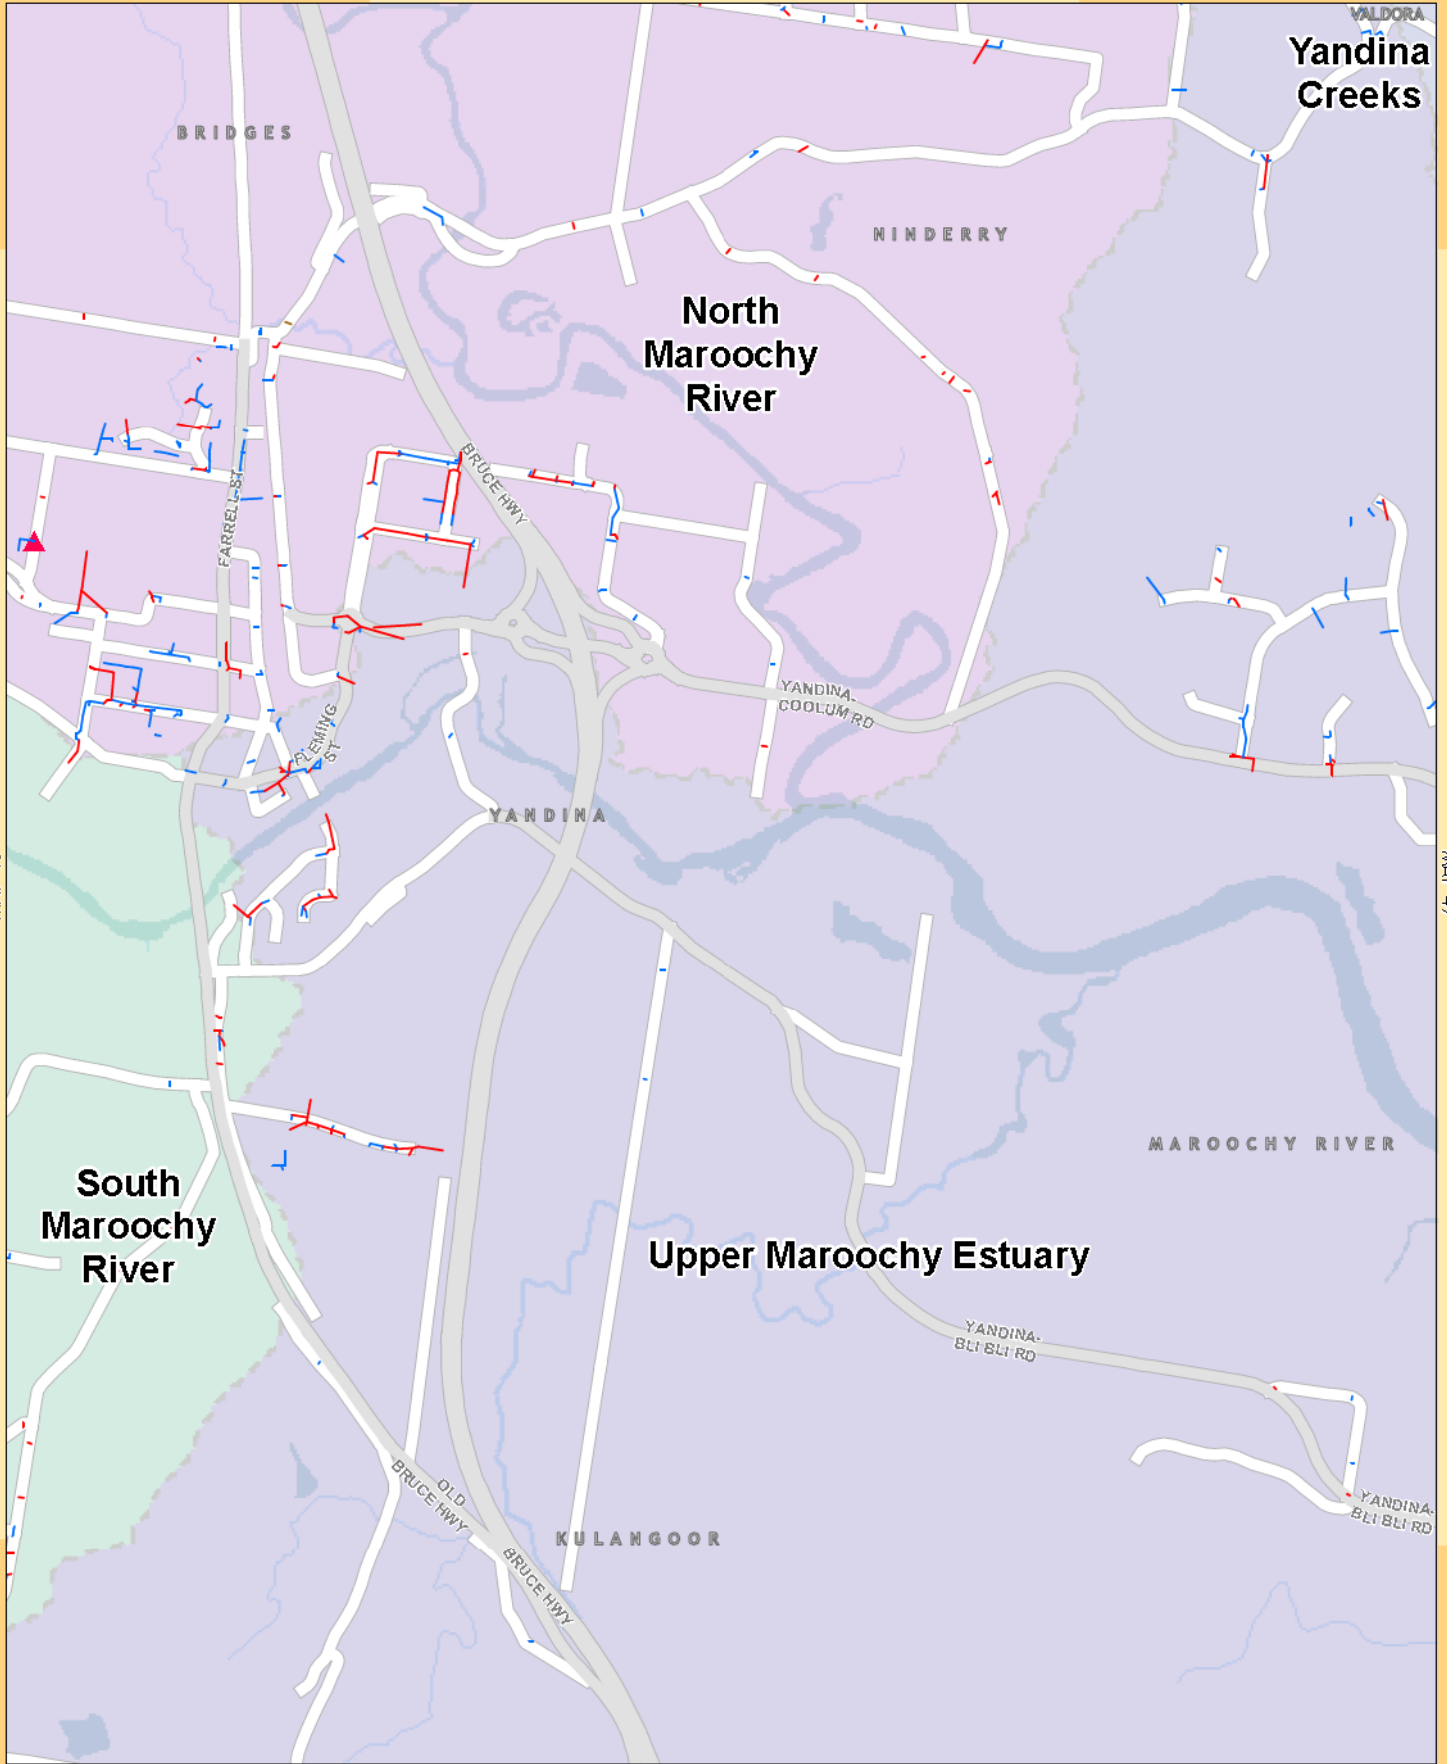 VALDORA
Yandina
Creeks
BRIDGES
NINDERRY
North
Maroochy
River
BRUCE HWY
FARRELL ST
YANDINA-
COOLUM RD
FLEMING
ST
YANDINA
MAROOCHY RIVER
South
Maroochy
River
Upper Maroochy Estuary
YANDINA-
BLI BLI RD
OLD
BRUCE HWY
YANDINA-
BLI BLI RD
KULANGOOR
BRUCE HWY